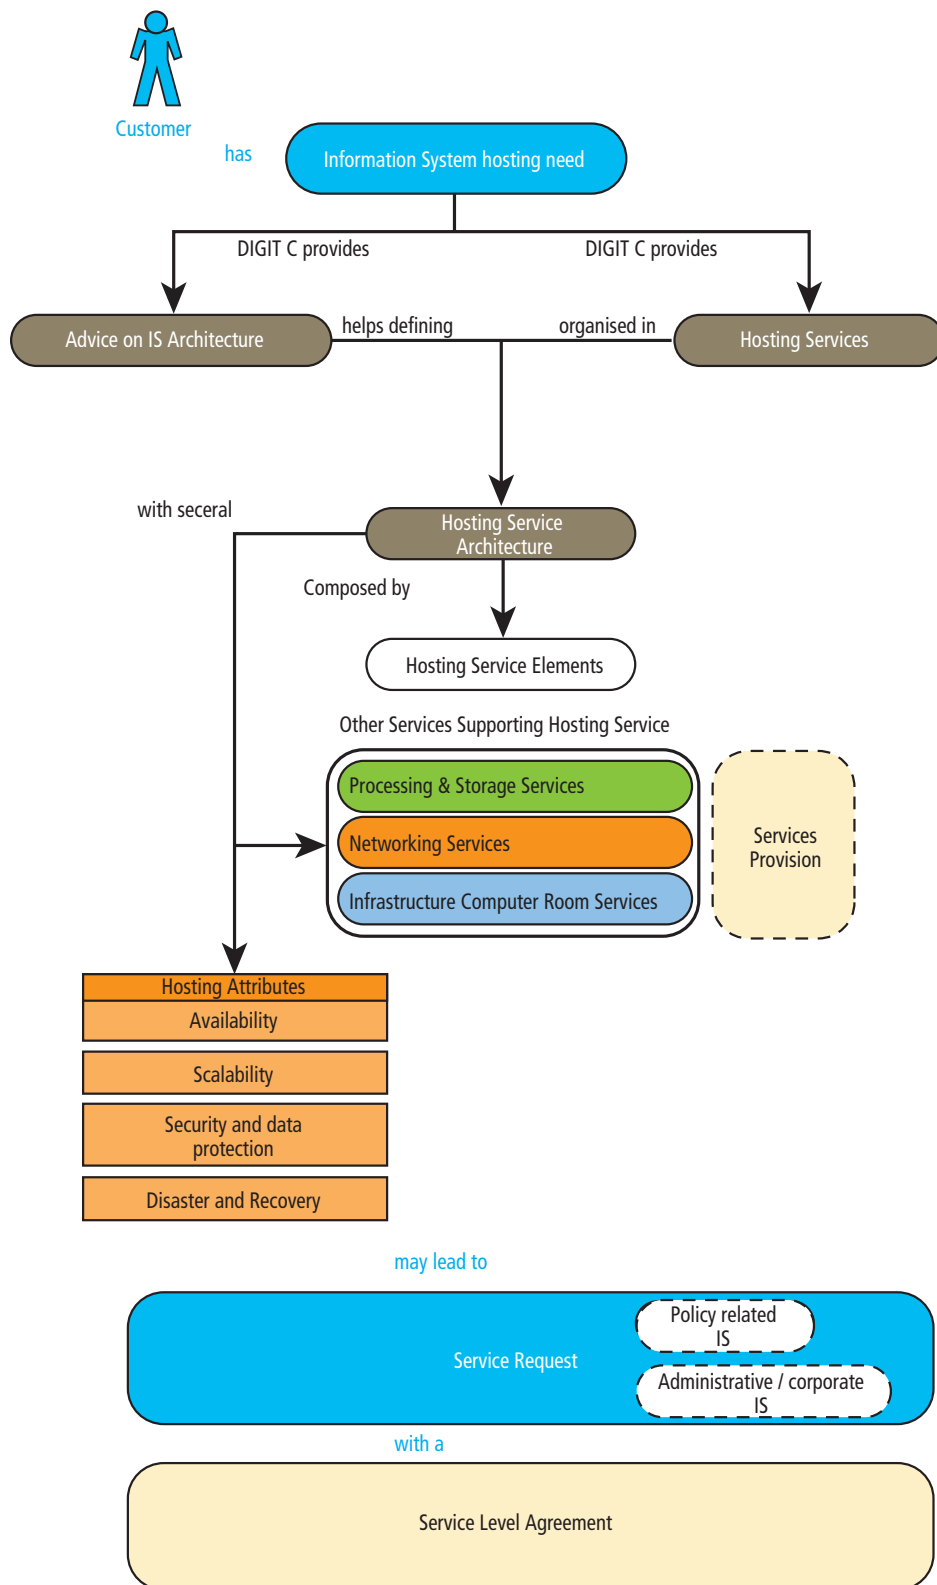 Customer
has
Information System hosting need
DIGIT C provides
DIGIT C provides
Advice on IS Architecture
helps defining
organised in
Hosting Services
with seceral
Hosting Service
Architecture
Composed by
Hosting Service Elements
Other Services Supporting Hosting Service
Processing & Storage Services
Networking Services
Infrastructure Computer Room Services
Services
Provision
Hosting Attributes
Availability
Scalability
Security and data
protection
Disaster and Recovery
may lead to
Policy related
IS
Service Request
Administrative / corporate
IS
with a
Service Level Agreement